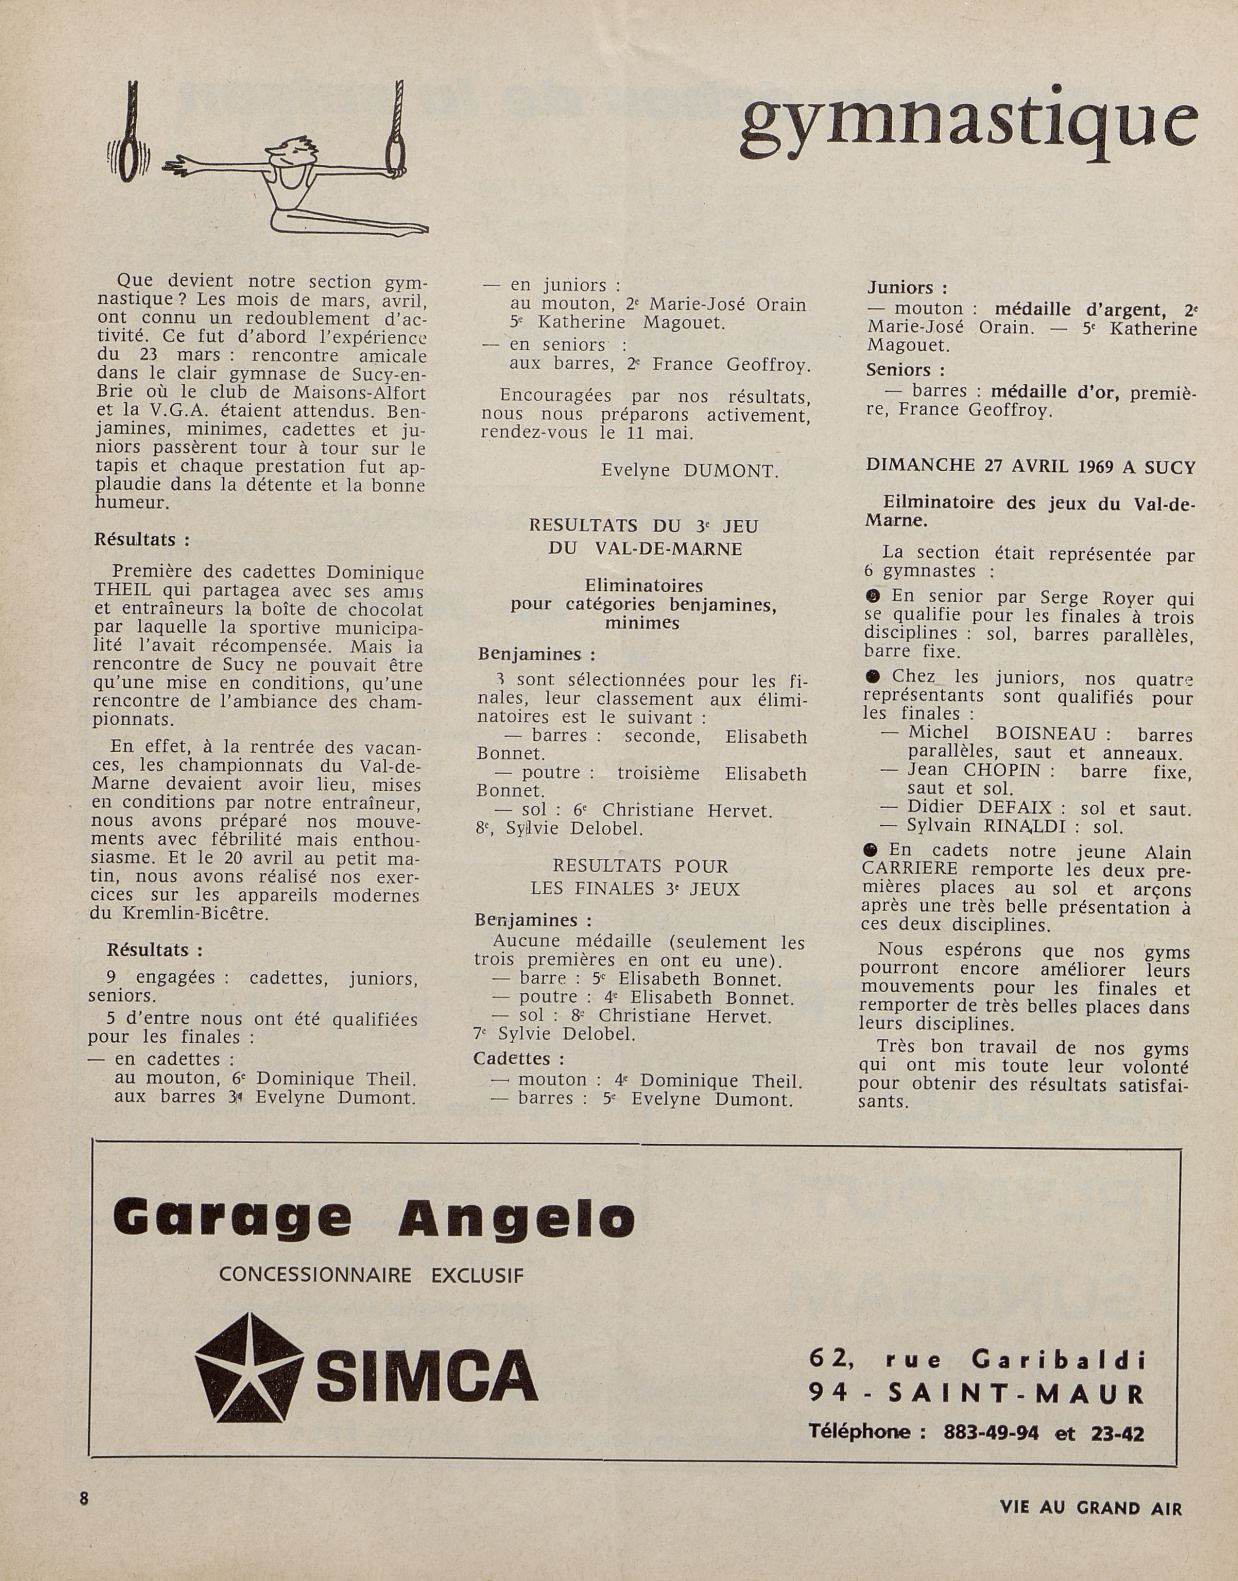 gymnastique
Que devient notre section gym-
nastique ? Les mois de mars, avril,
ont connu un redoublement d'ac-
tivité. Ce fut d'abord l'expérience
du 23 mars : rencontre amicale
dans le clair gymnase de Sucy-en-
Brie où le club de Maisons-Alfort
et la V.G.A. étaient attendus. Ben-
jamines, minimes, cadettes et ju-
niors passèrent tour à tour sur le
tapis et chaque prestation fut ap-
plaudie dans la détente et la bonne
humeur.
Résultats :
Première des cadettes Dominique
THEIL qui partagea avec ses amis
et entraîneurs la boîte de chocolat
par laquelle la sportive municipa-
lité l'avait récompensée. Mais la
rencontre de Sucy ne pouvait être
qu'une mise en conditions, qu'une
rencontre de l'ambiance des cham-
pionnats.
En effet, à la rentrée des vacan-
ces, les championnats du Val-de-
Marne devaient avoir lieu, mises
en conditions par notre entraîneur,
nous avons préparé nos mouve-
ments avec fébrilité mais enthou-
siasme. Et le 20 avril au petit ma-
tin, nous avons réalisé nos exer-
cices sur les appareils modernes
du Kremlin-Bicêtre.
Résultats :
9 engagées : cadettes, juniors,
seniors.
5 d'entre nous ont été qualifiées
pour les finales :
— en cadettes :
au mouton, 6e Dominique Theil.
aux barres 3e Evelyne Dumont.
— en juniors :
au mouton, 2e Marie-José Orain
5e Katherine Magouet.
— en seniors :
aux barres, 2e France Geoffroy.
Encouragées par nos résultats,
nous nous préparons activement,
rendez-vous le 11 mai.
Evelyne DUMONT.
RESULTATS DU 3e JEU
DU VAL-DE-MARNE
Eliminatoires
pour catégories benjamines,
minimes
Benjamines :
3 sont sélectionnées pour les fi-
nales, leur classement aux élimi-
natoires est le suivant :
— barres : seconde, Elisabeth
Bonnet.
— poutre : troisième Elisabeth
Bonnet.
— sol : 6e Christiane Hervet.
8e, Sylvie Delobel.
RESULTATS POUR
LES FINALES 3e JEUX
Benjamines :
Aucune médaille (seulement les
trois premières en ont eu une).
— barre : 5e Elisabeth Bonnet.
— poutre : 4e Elisabeth Bonnet.
— sol : 8e Christiane Hervet.
7e Sylvie Delobel.
Cadettes :
— mouton : 4e Dominique Theil.
— barres : 5e Evelyne Dumont.
Juniors :
— mouton : médaille d'argent, 2e
Marie-José Orain. — 5e Katherine
Magouet.
Seniors :
— barres : médaille d'or, premiè-
re, France Geoffroy.
DIMANCHE 27 AVRIL 1969 A SUCY
Eilminatoire des jeux du Val-de-
Marne.
La section était représentée par
6 gymnastes :
● En senior par Serge Royer qui
se qualifie pour les finales à trois
disciplines : sol, barres parallèles,
barre fixe.
● Chez les juniors, nos quatre
représentants sont qualifiés pour
les finales :
— Michel BOISNEAU : barres
parallèles, saut et anneaux.
— Jean CHOPIN : barre fixe,
saut et sol.
— Didier DEFAIX : sol et saut.
— Sylvain RINALDI : sol.
● En cadets notre jeune Alain
CARRIERE remporte les deux pre-
mières places au sol et arçons
après une très belle présentation à
ces deux disciplines.
Nous espérons que nos gyms
pourront encore améliorer leurs
mouvements pour les finales et
remporter de très belles places dans
leurs disciplines.
Très bon travail de nos gyms
qui ont mis toute leur volonté
pour obtenir des résultats satisfai-
sants.
Garage Angelo
CONCESSIONNAIRE EXCLUSIF
SIMCA
62, rue Garibaldi
94 - SAINT-MAUR
Téléphone : 883-49-94 et 23-42
8
VIE AU GRAND AIR